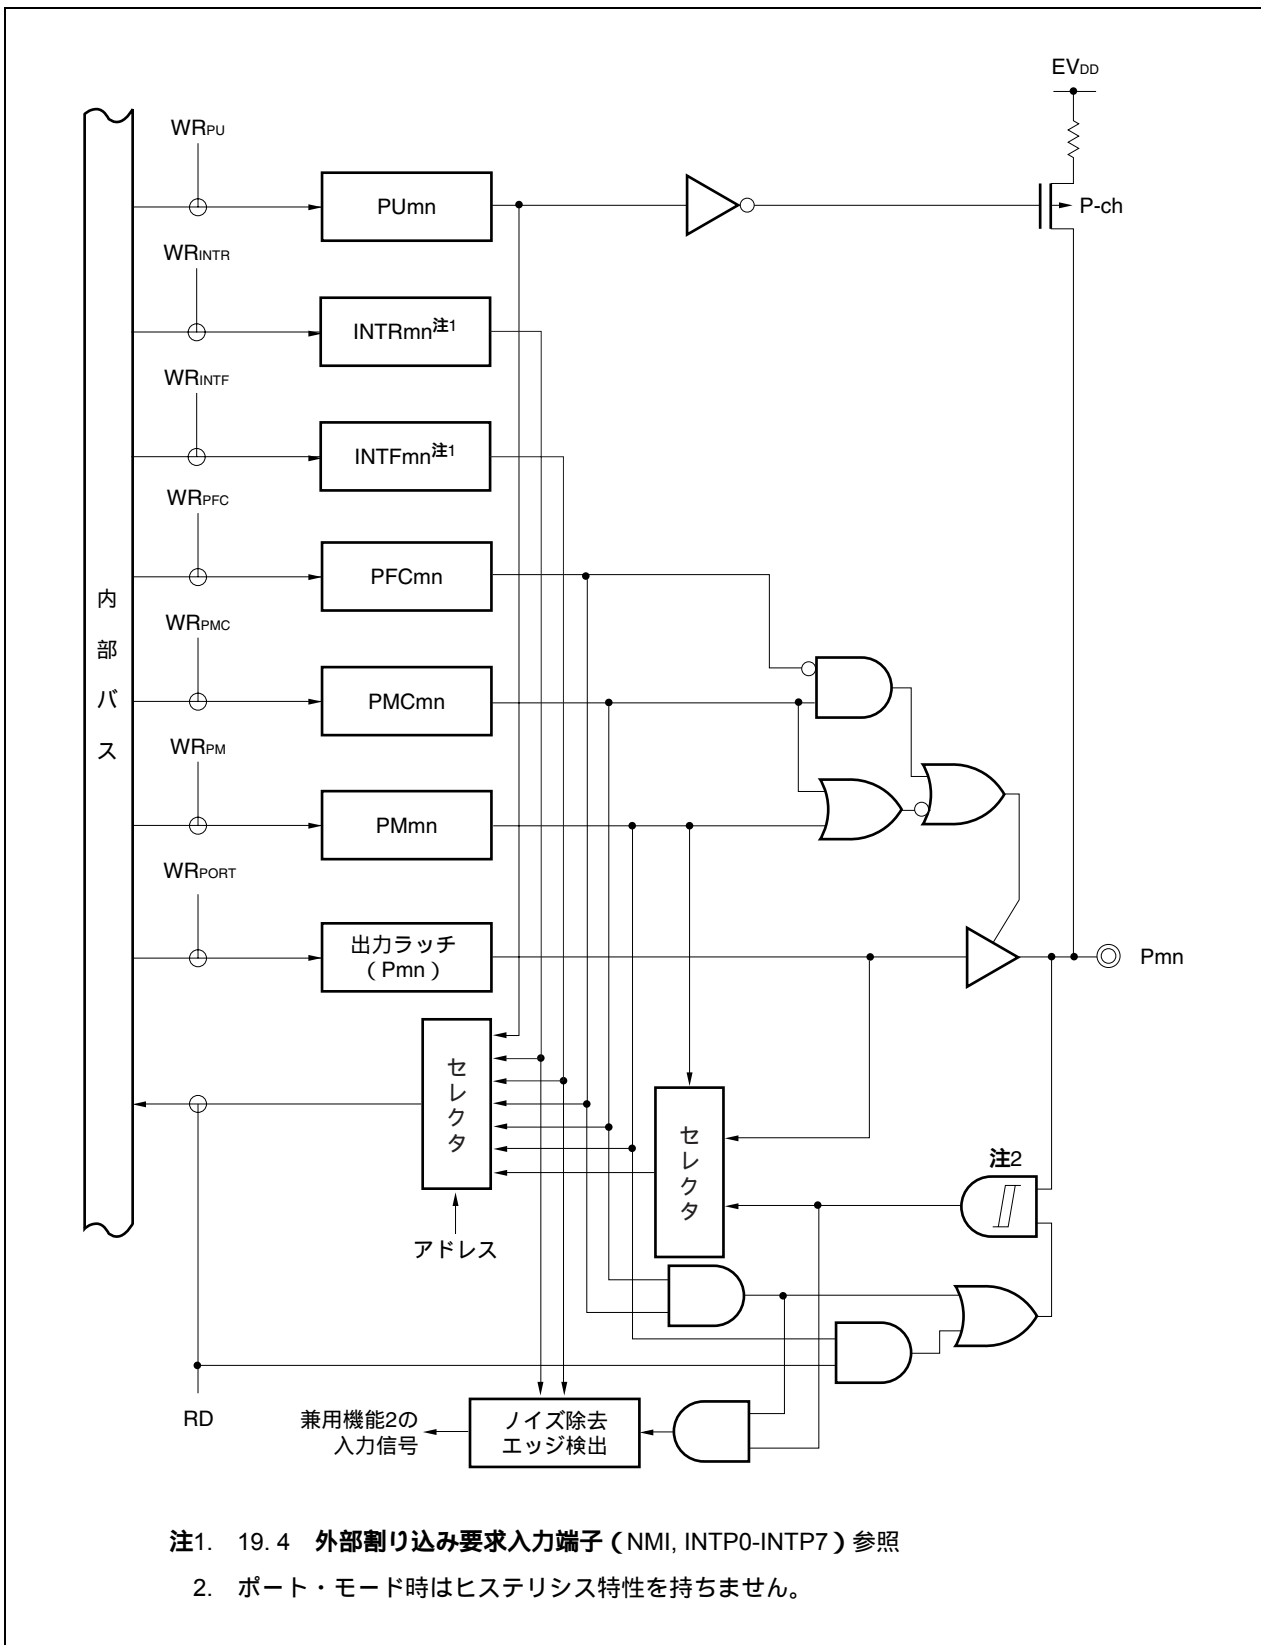 EVDD
WRPU
PUmn
P-ch
WRINTR
INTRmn注1
WRINTF
INTFmn注1
WRPFC
PFCmn
内部バス
WRPMC
PMCmn
WRPM
PMmn
WRPORT
出力ラッチ
（Pmn）
Pmn
セレクタ
セレクタ
注2
アドレス
RD
兼用機能2の
入力信号
ノイズ除去
エッジ検出
注1. 19. 4 外部割り込み要求入力端子（NMI, INTP0-INTP7）参照
2. ポート・モード時はヒステリシス特性を持ちません。